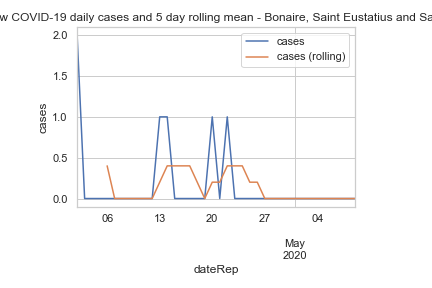 w COVID-19 daily cases and 5 day rolling mean - Bonaire, Saint Eustatius and Sa
cases
cases (rolling)
2.0
1.5
1.0
0.5
0.0
cases
06 13 20 27 04
May
2020
dateRep